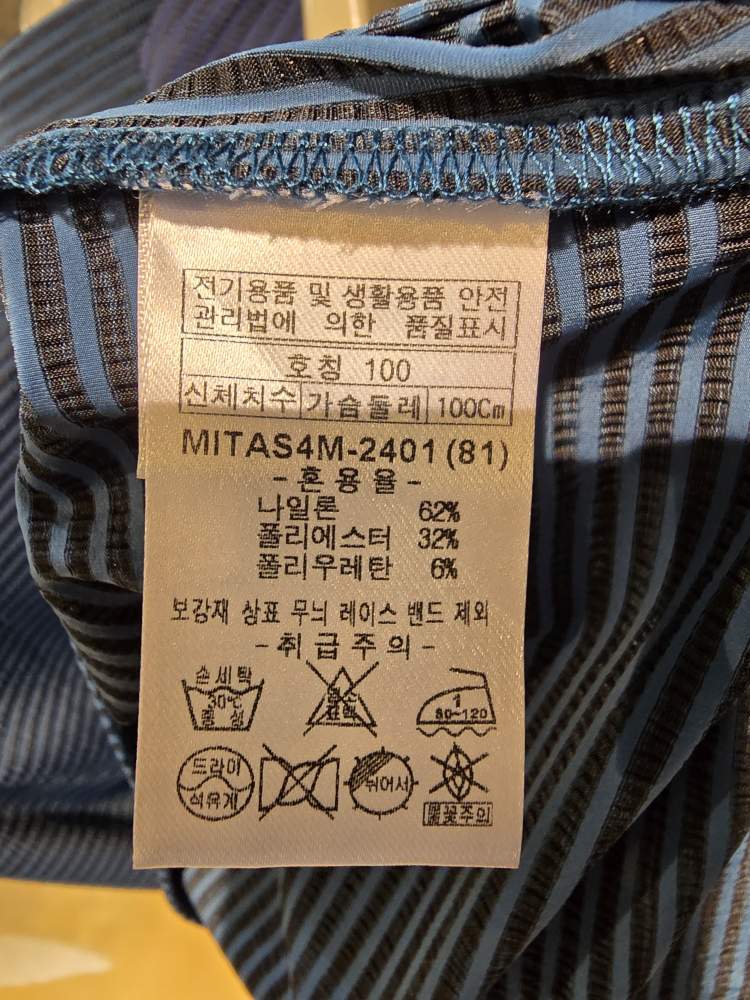 전기용품 및 생활용품 안전
관리법에 의한 품질표시
호칭 100
신체치수 가슴둘레 100Cm
MITAS4M-2401(81)
-혼용율-
나일론 62%
폴리에스터 32%
폴리우레탄 6%
보강재 상표 무늬 레이스 밴드 제외
-취급주의-
손세탁
30℃
중성
염소
표백
1
80~120
드라이
석유계
뉘어서
불꽃주의